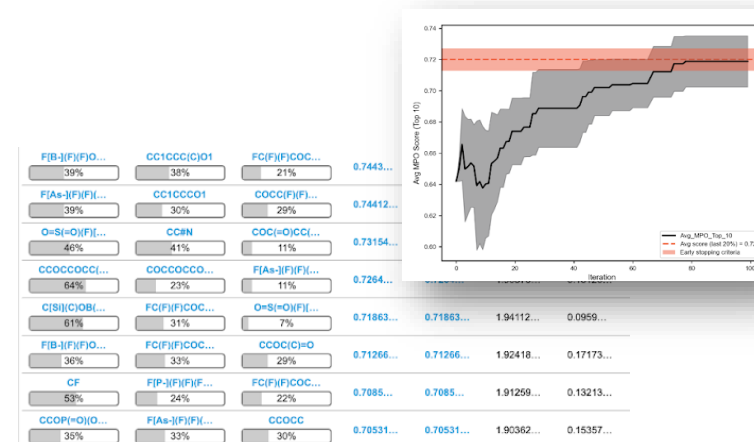 F[B-](F)(F)O... CC1CCC(C)O1 FC(F)(F)COC...
39% 38% 21% 0.7443...
F[As-](F)(F)(... CC1CCCO1 COCC(F)(F)...
39% 30% 29% 0.74412...
O=S(=O)(F)[... CC#N COC(=O)CC(...
46% 41% 11% 0.73154...
CCOCCOCC(... COCCOCCO... F[As-](F)(F)(...
64% 23% 11% 0.7264...
C[Si](C)OB(... FC(F)(F)COC... O=S(=O)(F)[...
61% 31% 7% 0.71863... 0.71863... 1.94112... 0.0959...
F[B-](F)(F)O... FC(F)(F)COC... CCOC(C)=O
36% 33% 29% 0.71266... 0.71266... 1.92418... 0.17173...
CF F[P-](F)(F)(F... FC(F)(F)COC...
53% 24% 22% 0.7085... 0.7085... 1.91259... 0.13213...
CCOP(=O)(O... F[As-](F)(F)(... CCOCC
35% 33% 30% 0.70531... 0.70531... 1.90362... 0.15357...
Avg MPO Score (Top 10)
0.74
0.72
0.70
0.68
0.66
0.64
0.62
0.60
0 20 40 60 80 100
Iteration
Avg_MPO_Top_10
Avg score (last 20%) = 0.72
Early stopping criteria